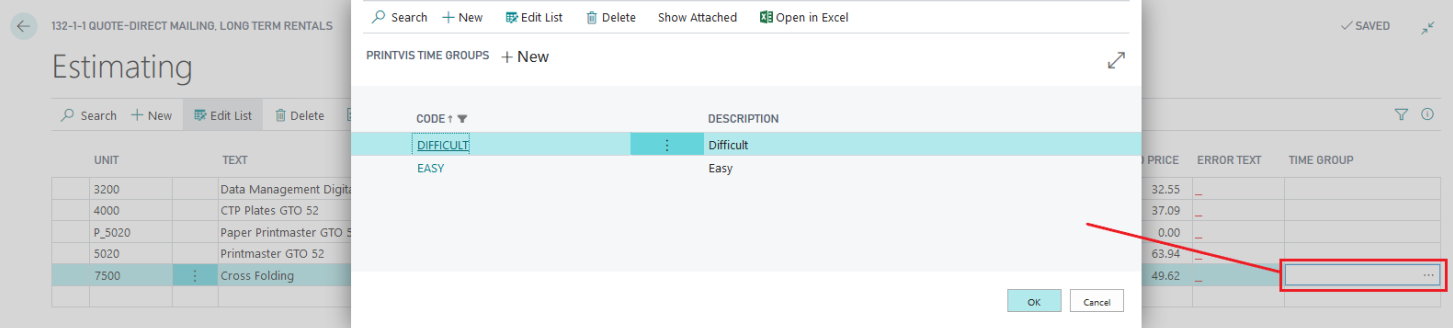 132-1-1 QUOTE-DIRECT MAILING, LONG TERM RENTALS
SAVED
Estimating
Search New Edit List Delete
UNIT TEXT PRICE ERROR TEXT TIME GROUP
3200 Data Management 32.55 _
4000 CTP Plates GTO 52 37.09 _
P_5020 Paper Printmaster GTO 0.00 _
5020 Printmaster GTO 52 63.94 _
7500 Cross Folding 49.62 _ ...
Search New Edit List Delete Show Attached Open in Excel
PRINTVIS TIME GROUPS New
CODE ↑ DESCRIPTION
DIFFICULT Difficult
EASY Easy
OK Cancel